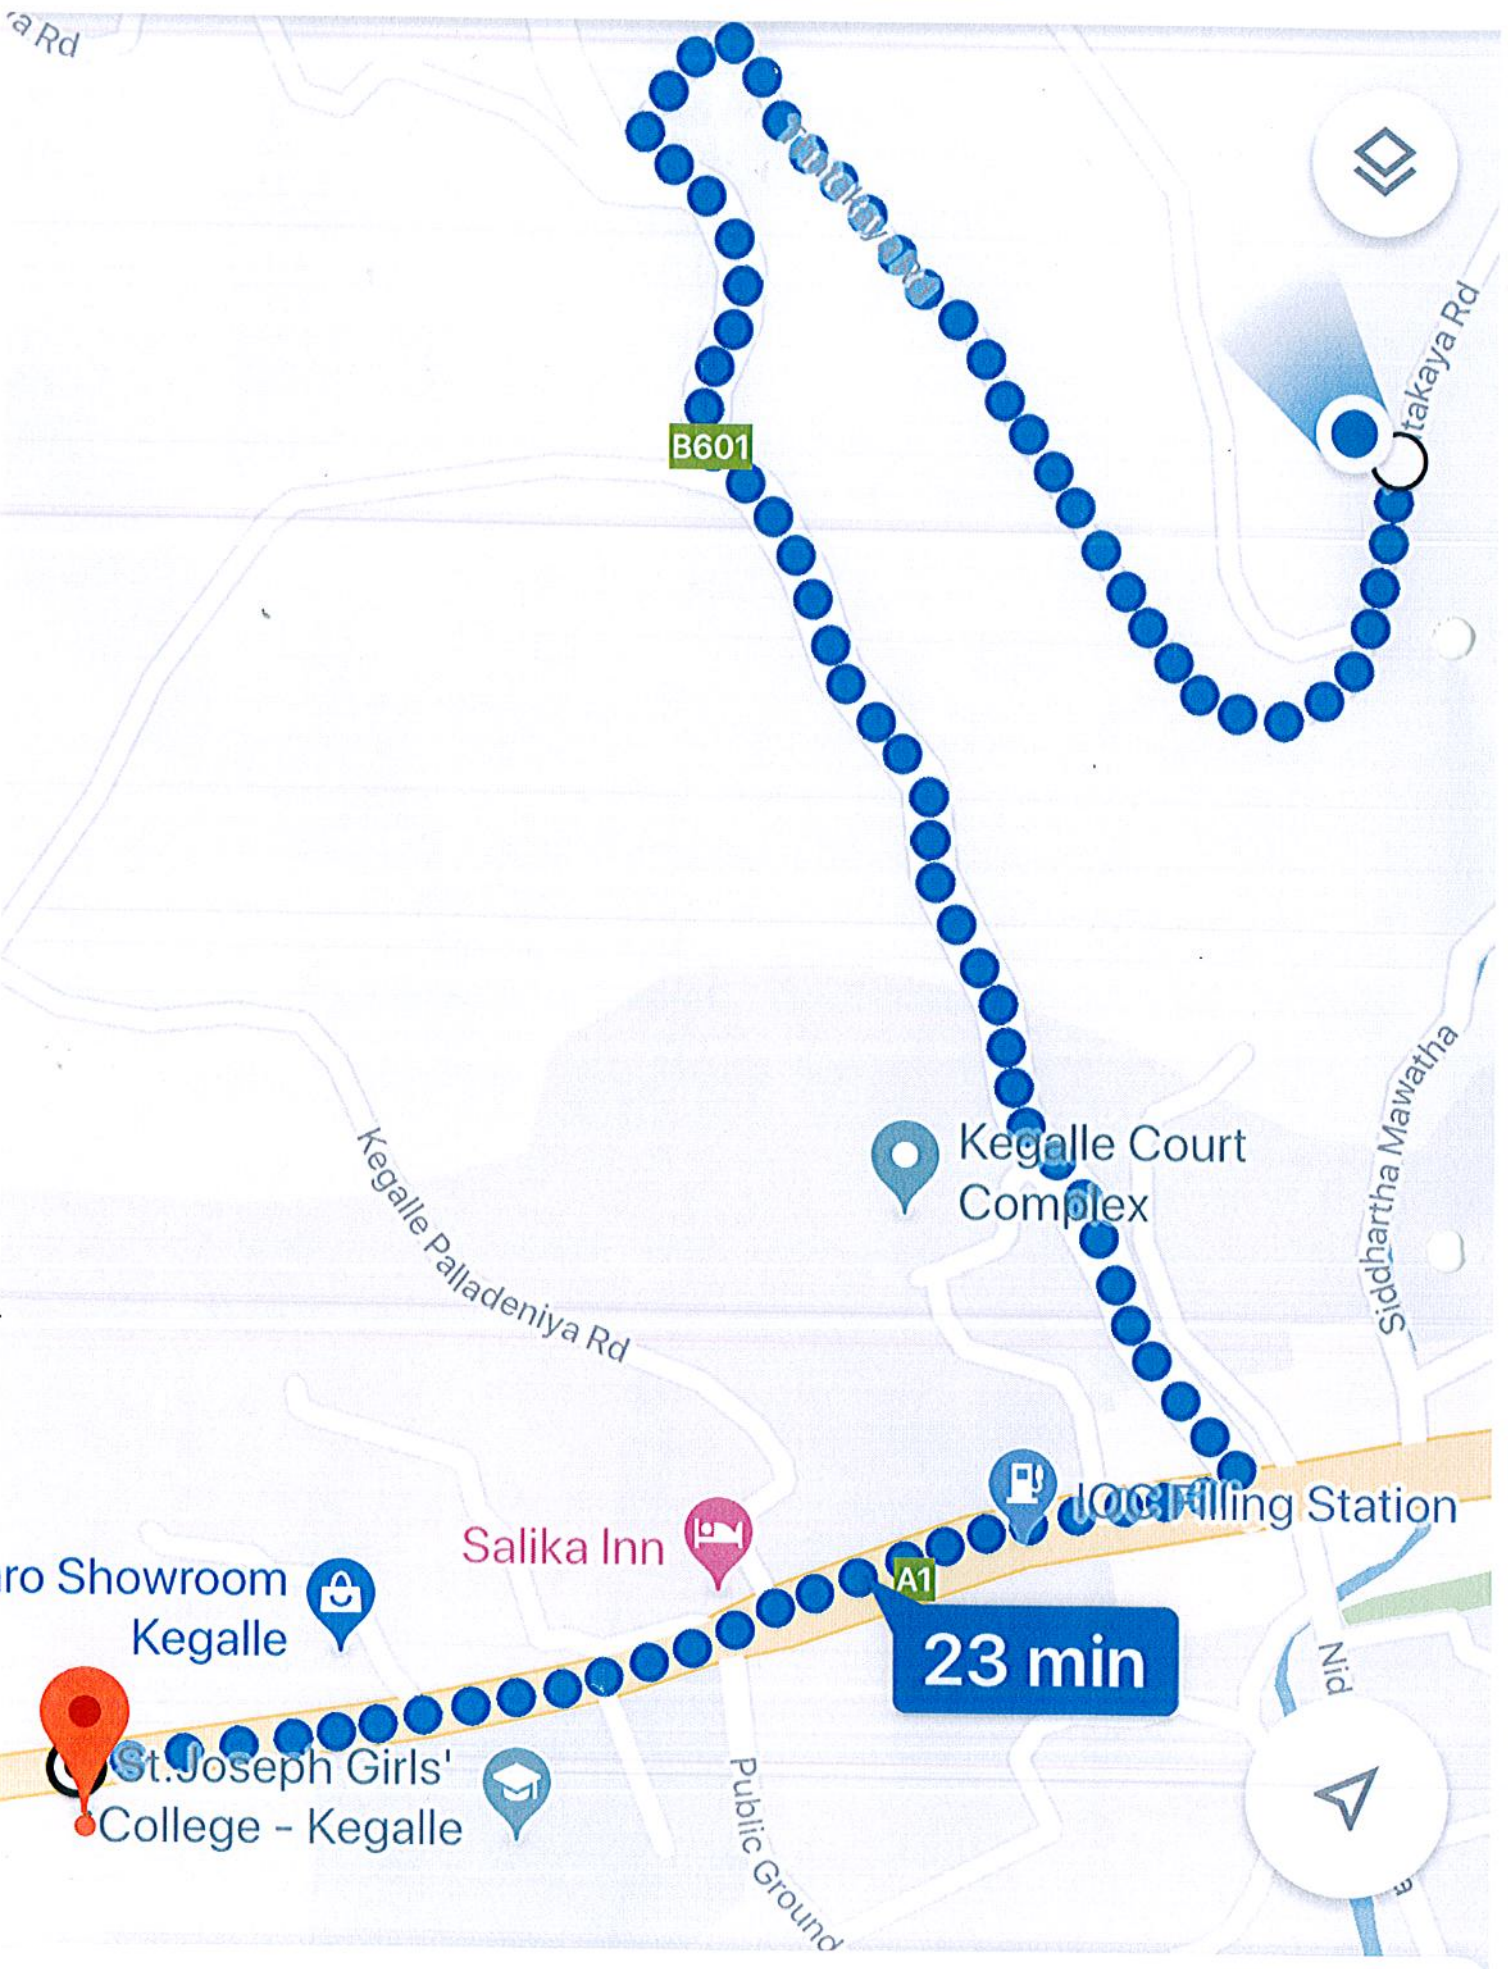 a Rd
takaya Rd
B601
Kegalle Court
Complex
Siddhartha Mawatha
Kegalle Palladeniya Rd
IOC Filling Station
Salika Inn
A1
ro Showroom
Kegalle
23 min
Nid
St.Joseph Girls'
College - Kegalle
Public Ground
a